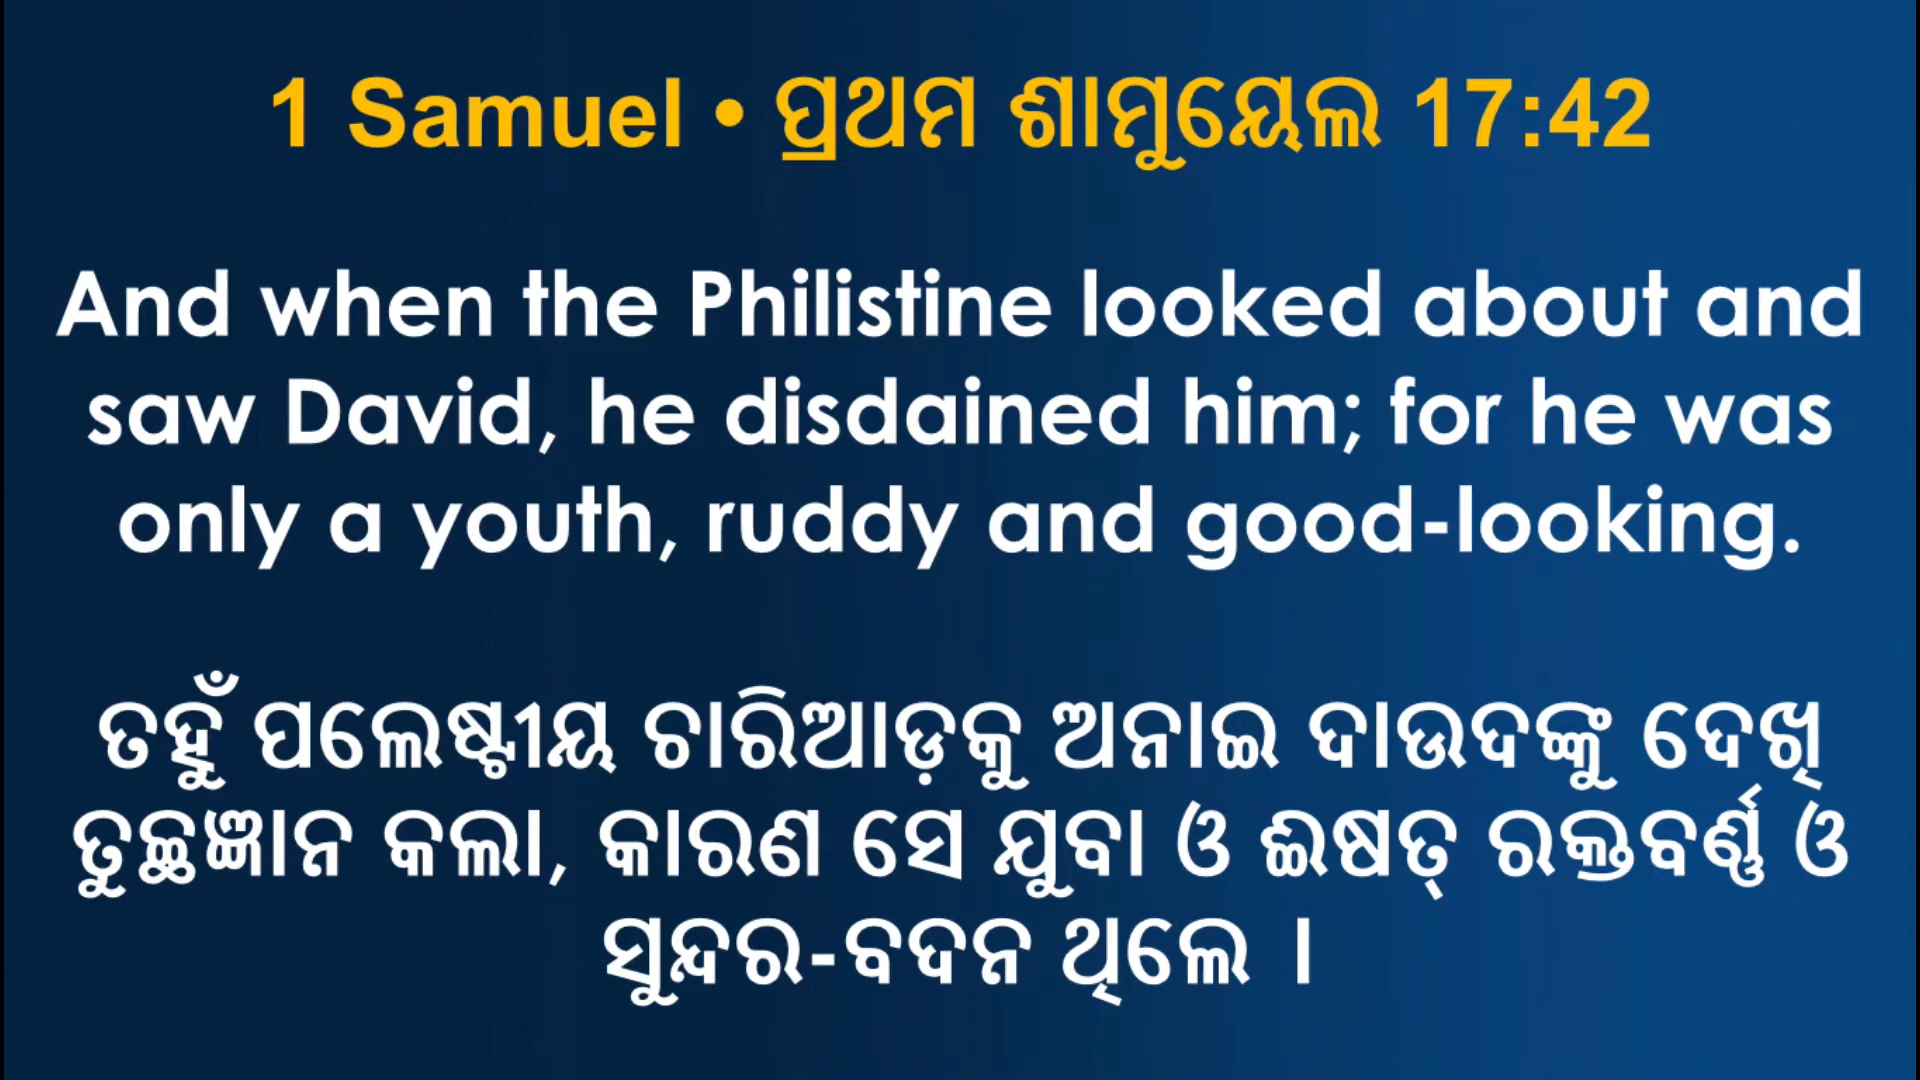 1 Samuel • ପ୍ରଥମ ଶାମୁୟେଲ 17:42
And when the Philistine looked about and
saw David, he disdained him; for he was
only a youth, ruddy and good-looking.
ତହୁଁ ପଲେଷ୍ଟୀୟ ଚାରିଆଡ଼କୁ ଅନାଇ ଦାଉଦଙ୍କୁ ଦେଖି
ତୁଚ୍ଛଜ୍ଞାନ କଲା, କାରଣ ସେ ଯୁବା ଓ ଈଷତ୍ ରକ୍ତବର୍ଣ୍ଣ ଓ
ସୁନ୍ଦର-ବଦନ ଥିଲେ ।